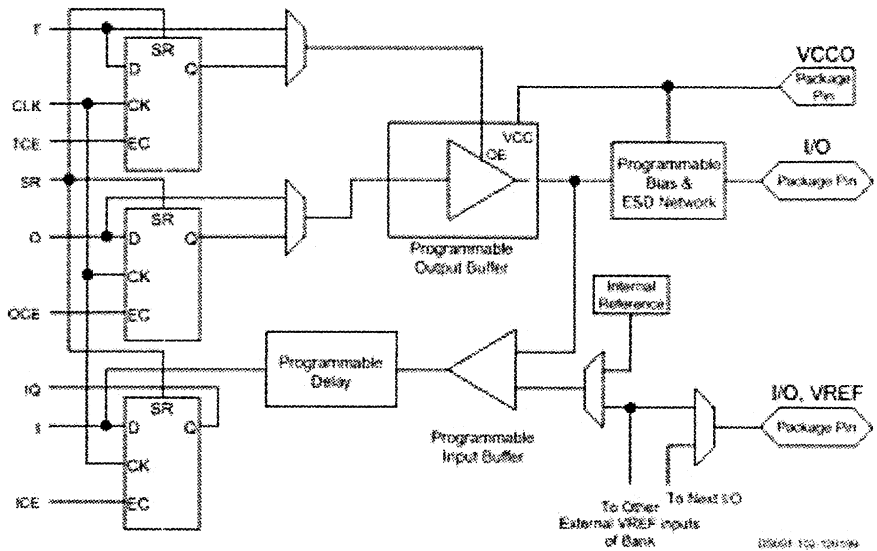 T
SR
D
Q
CLK
CK
TCE
EC
VCCO
Package
Pin
VCC
OE
I/O
Package Pin
Programmable
Bias &
ESD Network
SR
SR
O
D
Q
CK
OCE
EC
Programmable
Output Buffer
Internal
Reference
Programmable
Delay
IQ
SR
I
D
Q
CK
ICE
EC
Programmable
Input Buffer
I/O, VREF
Package Pin
To Next I/O
To Other
External VREF inputs
of Bank